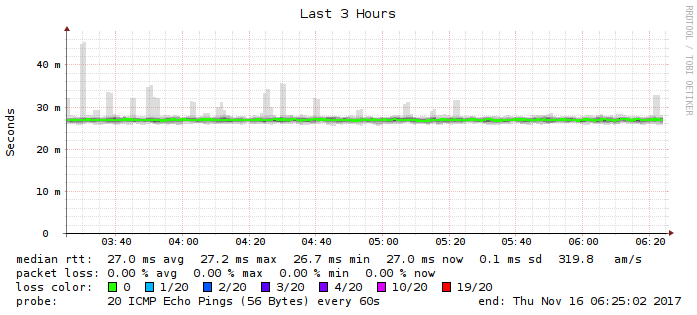 Last 3 Hours
RRDTOOL / TOBI OETIKER
Seconds
40 m
30 m
20 m
10 m
0
03:40 04:00 04:20 04:40 05:00 05:20 05:40 06:00 06:20
median rtt: 27.0 ms avg 27.2 ms max 26.7 ms min 27.0 ms now 0.1 ms sd 319.8 am/s
packet loss: 0.00 % avg 0.00 % max 0.00 % min 0.00 % now
loss color: 0 1/20 2/20 3/20 4/20 10/20 19/20
probe: 20 ICMP Echo Pings (56 Bytes) every 60s end: Thu Nov 16 06:25:02 2017